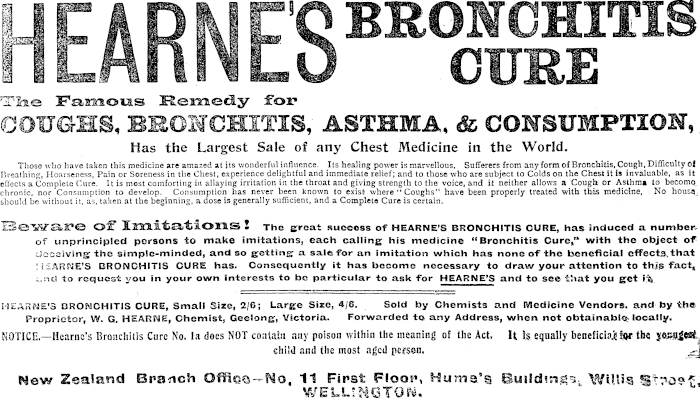 HEARNE'S BRONCHITIS
CURE
The Famous Remedy for
COUGHS, BRONCHITIS, ASTHMA, & CONSUMPTION,
Has the Largest Sale of any Chest Medicine in the World.
Those who have taken this medicine are amazed at its wonderful influence. Its healing power is marvellous, Sufferers from any form of Bronchitis, Cough, Difficulty of
Breathing, Hoarseness, Pain or Soreness in the Chest, experience delightful and immediate relief; and to those who are subject to Colds on the Chest it is invaluable, as it
effects a Complete Cure. It is most comforting in allaying irritation in the throat and giving strength to the voice, and it neither allows a Cough or Asthma to become
chronic, nor Consumption to develop. Consumption has never been known to exist where "Coughs" have been properly treated with this medicine, No house
should be without it, as, taken at the beginning, a dose is generally sufficient, and a Complete Cure is certain.
Beware of Imitations! The great success of HEARNE'S BRONCHITIS CURE, has induced a number
of unprincipled persons to make imitations, each calling his medicine "Bronchitis Cure," with the object of
deceiving the simple-minded, and so getting a sale for an imitation which has none of the beneficial effects that
HEARNE'S BRONCHITIS CURE has. Consequently it has become necessary to draw your attention to this fact,
and to request you in your own interests to be particular to ask for HEARNE'S and to see that you get it,
HEARNE'S BRONCHITIS CURE, Small Size, 2/6; Large Size, 4/6. Sold by Chemists and Medicine Vendors. and by the
Proprietor, W. G. HEARNE, Chemist, Geelong, Victoria. Forwarded to any Address, when not obtainable locally.
NOTICE.—Hearne's Bronchitis Cure No. 1a does NOT contain any poison within the meaning of the Act. It is equally beneficial for the youngest
child and the most aged person.
New Zealand Branch Office—No, 11 First Floor, Hume's Buildings, Willis Street,
WELLINGTON.